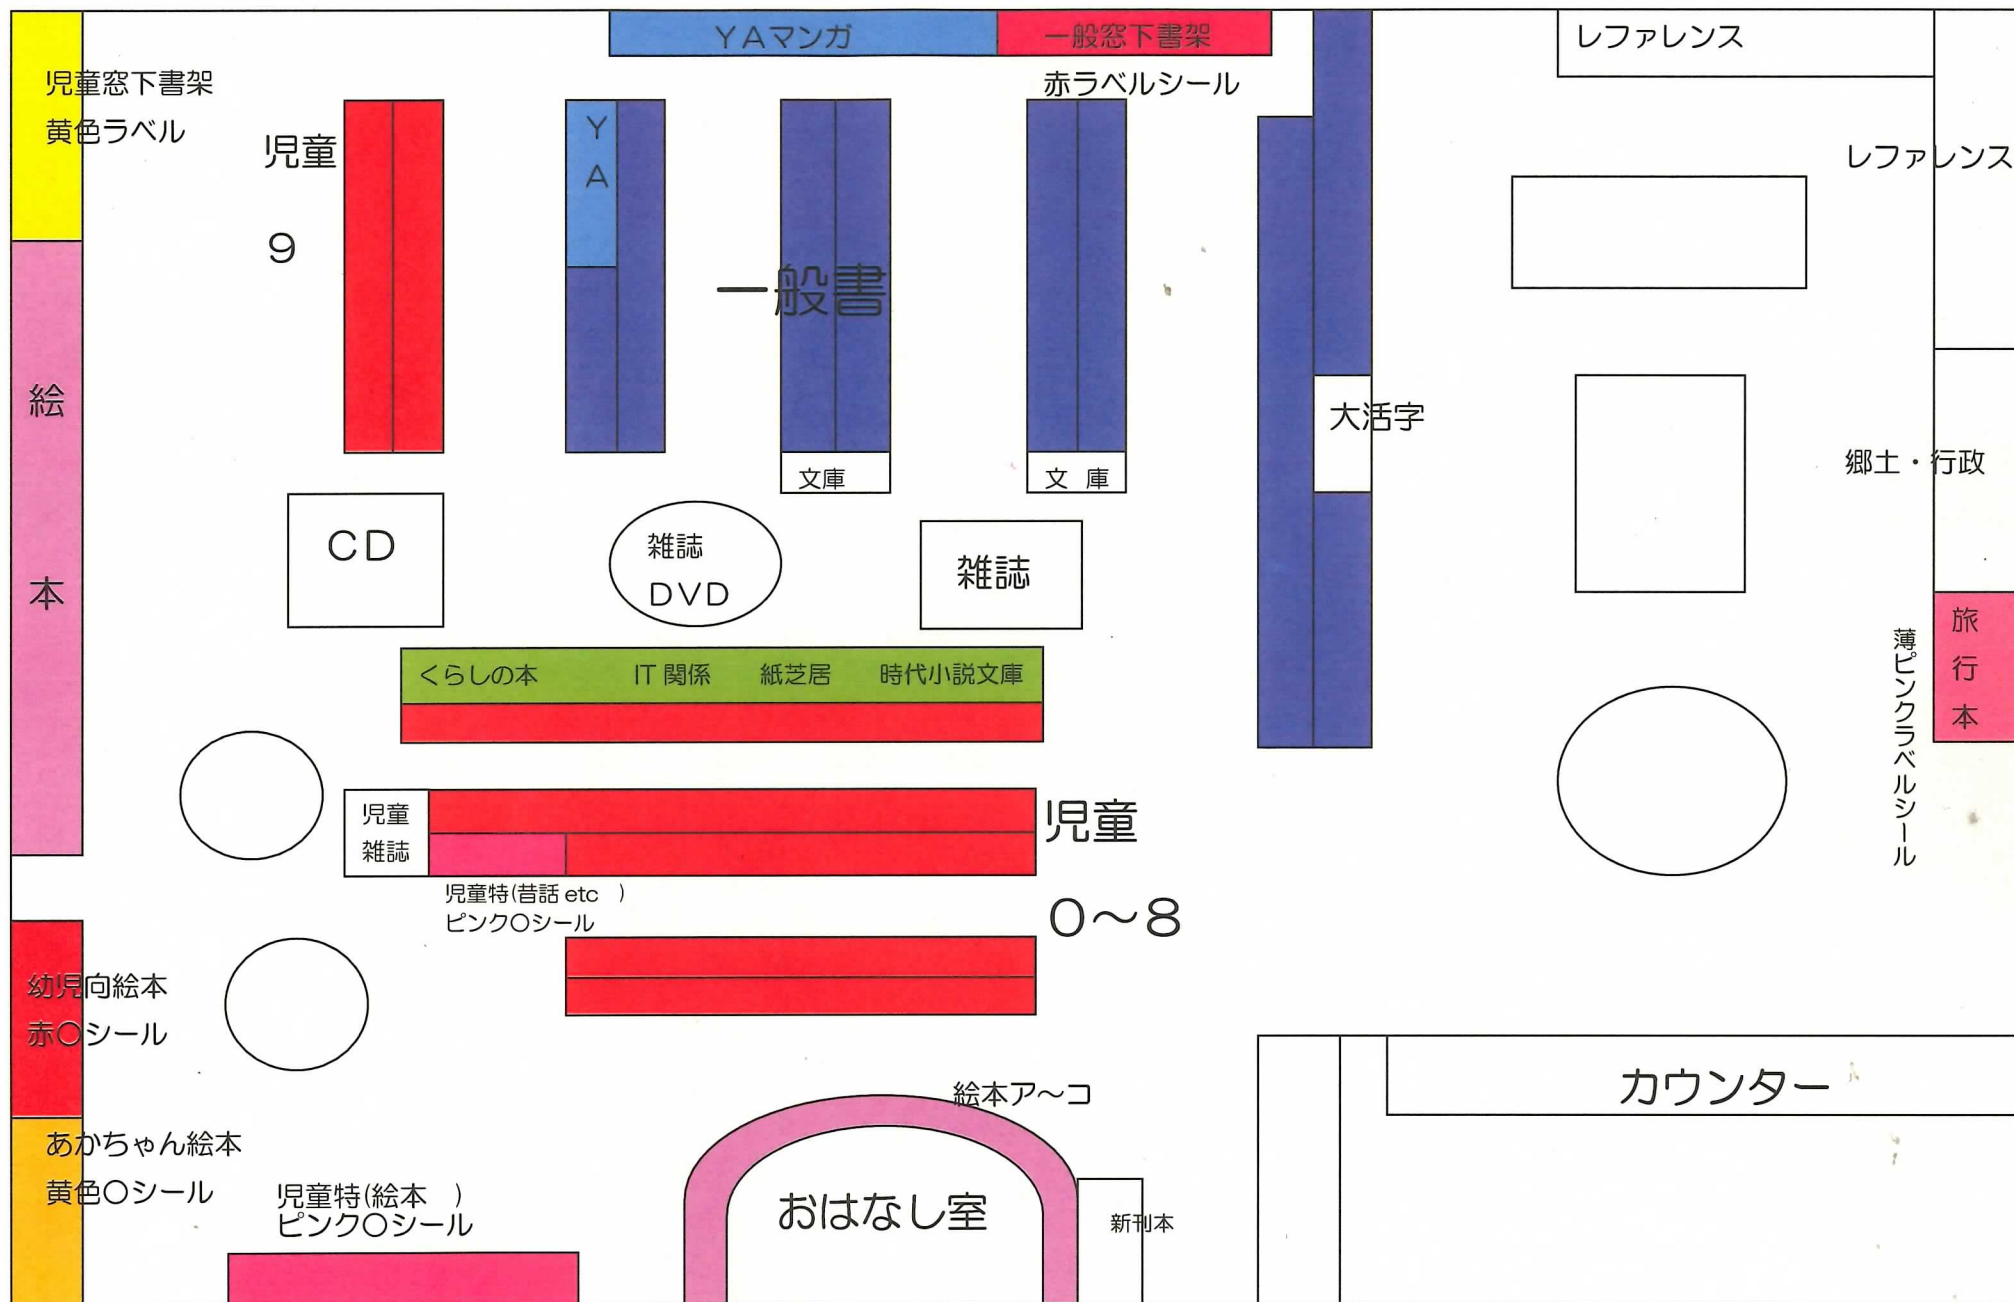 YAマンガ
一般窓下書架
レファレンス
児童窓下書架
黄色ラベル
赤ラベルシール
児童
9
Y
A
レファレンス
一般書
絵
本
大活字
文庫
文 庫
郷土・行政
CD
雑誌
DVD
雑誌
旅
行
本
薄ピンクラベルシール
くらしの本 IT関係 紙芝居 時代小説文庫
児童
雑誌
児童
0～8
児童特(昔話 etc )
ピンク○シール
幼児向絵本
赤○シール
カウンター
絵本ア～コ
あかちゃん絵本
黄色○シール
児童特(絵本 )
ピンク○シール
おはなし室
新刊本